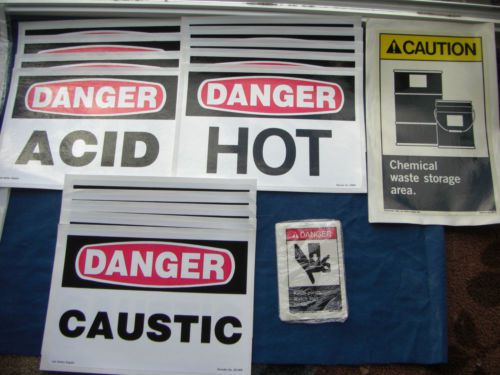 DANGER
ACID
DANGER
HOT
CAUTION
Chemical
waste storage
area.
DANGER
CAUSTIC
DANGER